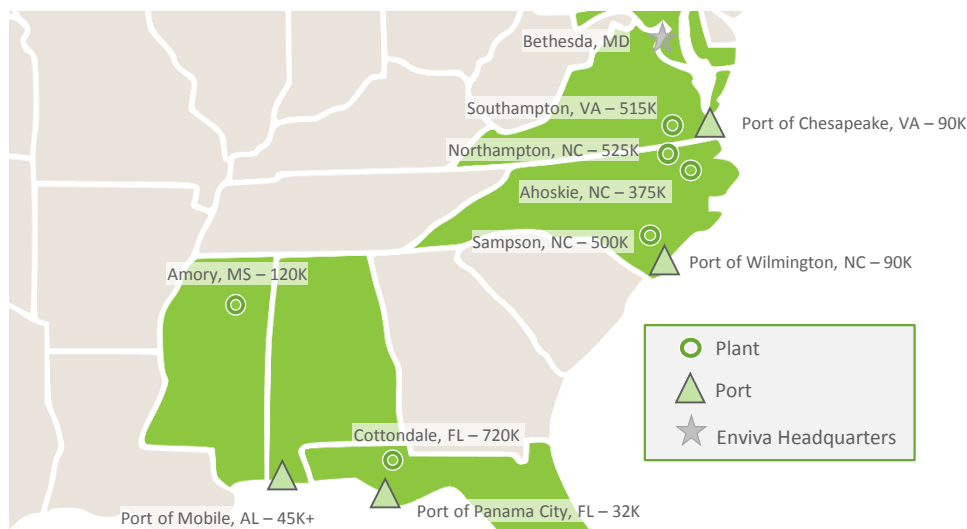 Bethesda, MD
Southampton, VA – 515K
Port of Chesapeake, VA – 90K
Northampton, NC – 525K
Ahoskie, NC – 375K
Sampson, NC – 500K
Port of Wilmington, NC – 90K
Amory, MS – 120K
Plant
Port
Enviva Headquarters
Cottondale, FL – 720K
Port of Panama City, FL – 32K
Port of Mobile, AL – 45K+